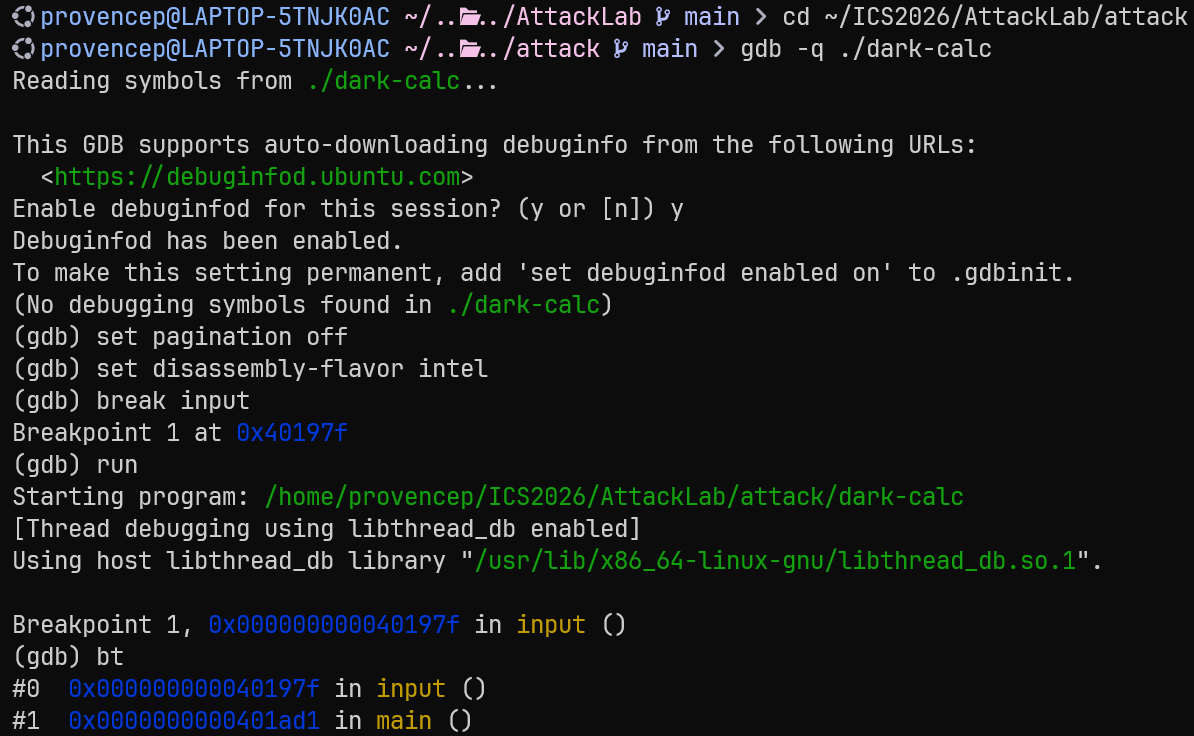 provencep@LAPTOP-5TNJK0AC ~/../../AttackLab main > cd ~/ICS2026/AttackLab/attack
provencep@LAPTOP-5TNJK0AC ~/../../attack main > gdb -q ./dark-calc
Reading symbols from ./dark-calc...
This GDB supports auto-downloading debuginfo from the following URLs:
<https://debuginfod.ubuntu.com>
Enable debuginfod for this session? (y or [n]) y
Debuginfod has been enabled.
To make this setting permanent, add 'set debuginfod enabled on' to .gdbinit.
(No debugging symbols found in ./dark-calc)
(gdb) set pagination off
(gdb) set disassembly-flavor intel
(gdb) break input
Breakpoint 1 at 0x40197f
(gdb) run
Starting program: /home/provencep/ICS2026/AttackLab/attack/dark-calc
[Thread debugging using libthread_db enabled]
Using host libthread_db library "/usr/lib/x86_64-linux-gnu/libthread_db.so.1".
Breakpoint 1, 0x000000000040197f in input ()
(gdb) bt
#0 0x000000000040197f in input ()
#1 0x0000000000401ad1 in main ()